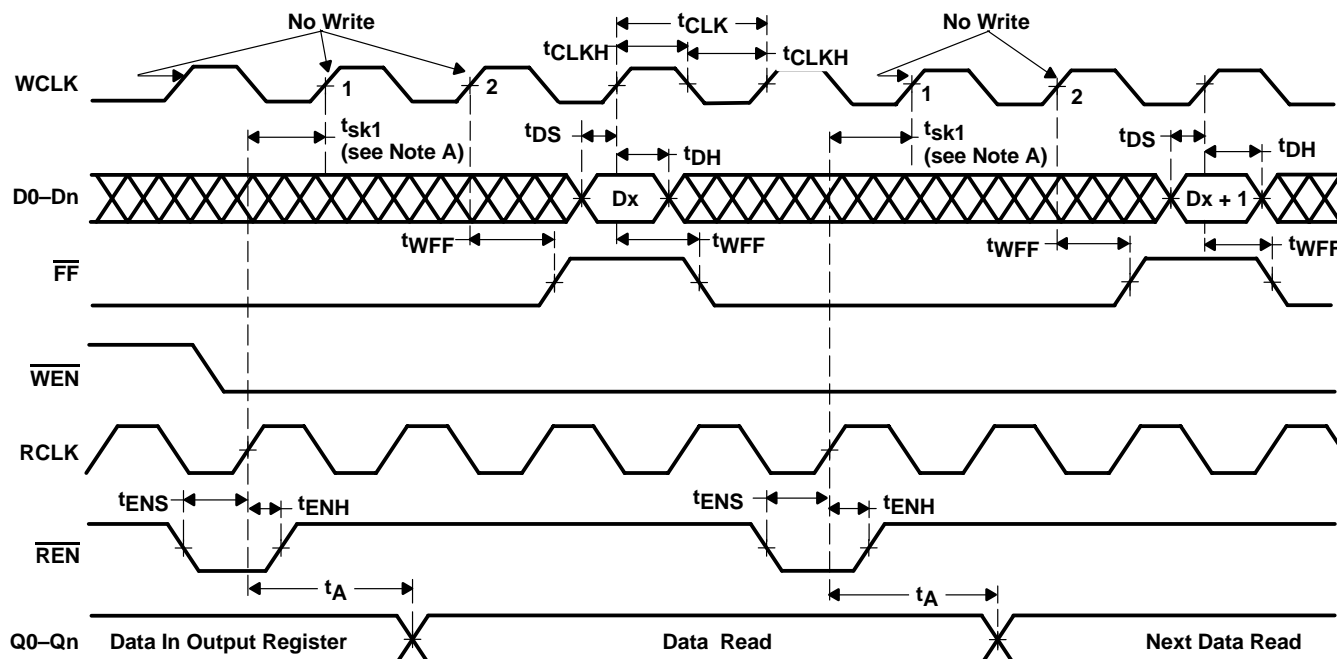 No Write
tCLK
No Write
tCLKH
tCLKH
WCLK
1
2
1
2
tsk1
(see Note A)
tDS
tDH
tsk1
(see Note A)
tDS
tDH
D0–Dn
Dx
Dx + 1
tWFF
tWFF
tWFF
tWFF
FF
WEN
RCLK
tENS
tENH
tENS
tENH
REN
tA
tA
Q0–Qn
Data In Output Register
Data Read
Next Data Read